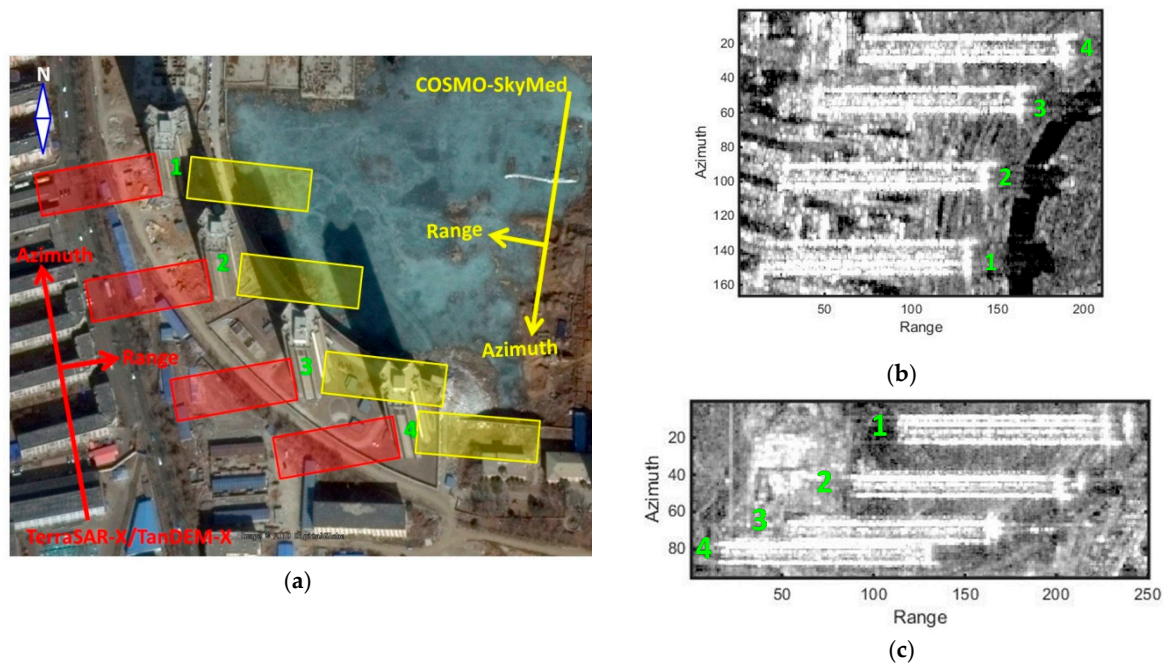 N
COSMO-SkyMed
1
Range
2
Azimuth
Range
Azimuth
3
4
TerraSAR-X/TanDEM-X
(a)
20
40
60
80
100
120
140
160
Azimuth
4
3
2
1
50
100
150
200
Range
(b)
20
40
60
80
Azimuth
1
2
3
4
50
100
150
200
250
Range
(c)